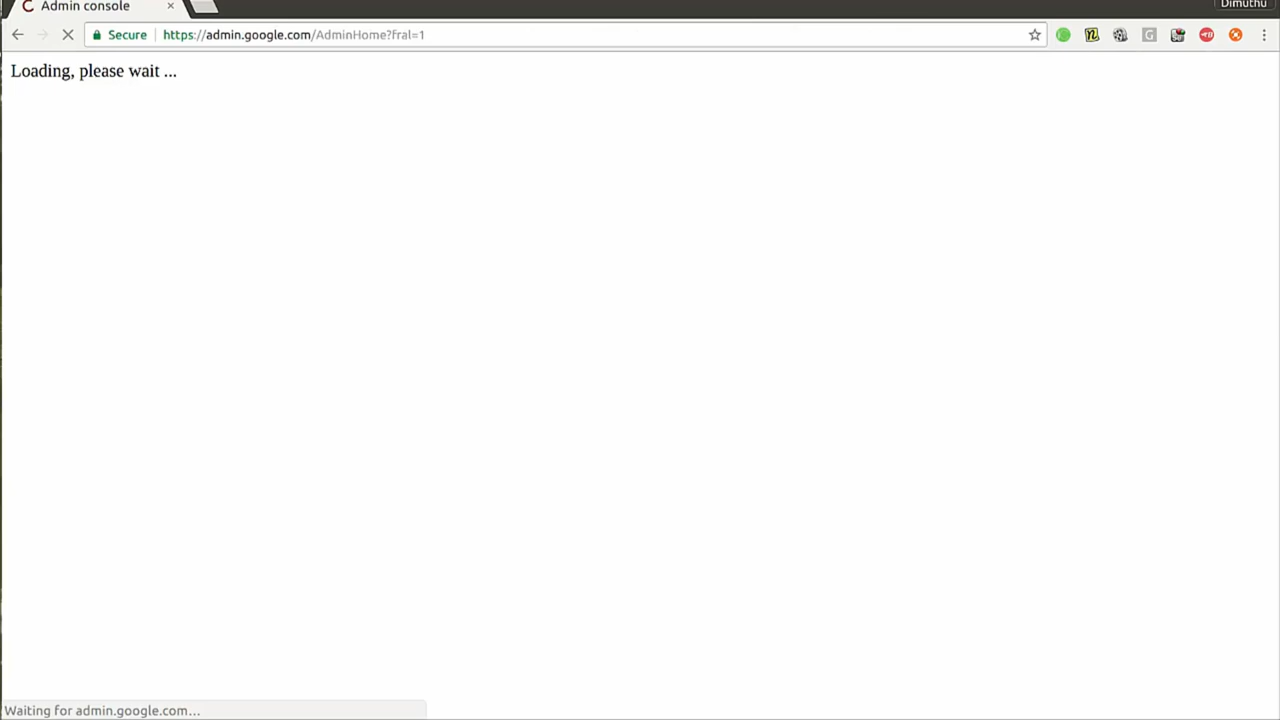 Admin console
Dimuthu
Secure
https://admin.google.com/AdminHome?fral=1
Loading, please wait ...
Waiting for admin.google.com...